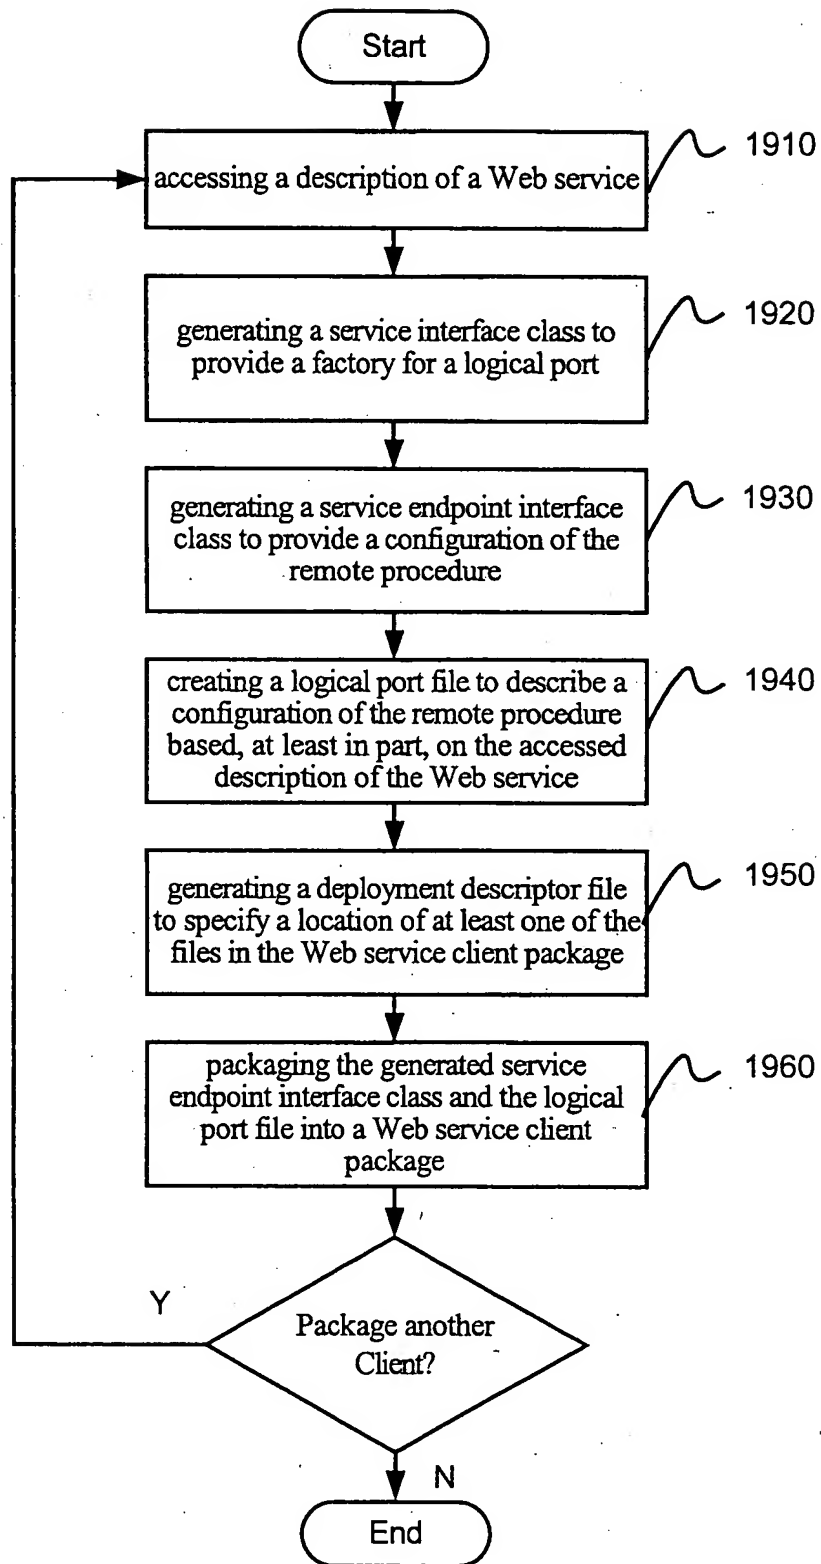 Start
accessing a description of a Web service
1910
generating a service interface class to
provide a factory for a logical port
1920
generating a service endpoint interface
class to provide a configuration of the
remote procedure
1930
creating a logical port file to describe a
configuration of the remote procedure
based, at least in part, on the accessed
description of the Web service
1940
generating a deployment descriptor file
to specify a location of at least one of the
files in the Web service client package
1950
packaging the generated service
endpoint interface class and the logical
port file into a Web service client
package
1960
Y
Package another
Client?
N
End